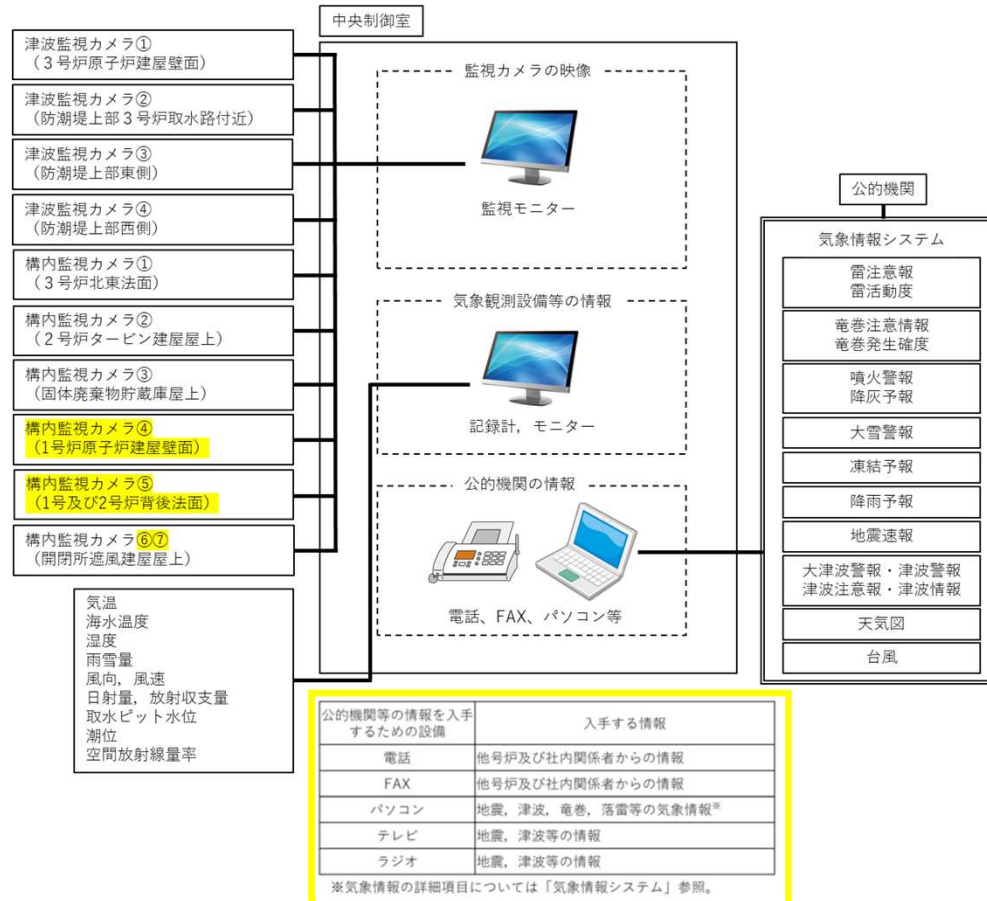 中央制御室
津波監視カメラ①
（３号炉原子炉建屋壁面）
津波監視カメラ②
（防潮堤上部３号炉取水路付近）
津波監視カメラ③
（防潮堤上部東側）
津波監視カメラ④
（防潮堤上部西側）
構内監視カメラ①
（３号炉北東法面）
構内監視カメラ②
（２号炉タービン建屋屋上）
構内監視カメラ③
（固体廃棄物貯蔵庫屋上）
構内監視カメラ④
（1号炉原子炉建屋壁面）
構内監視カメラ⑤
（1号及び2号炉背後法面）
構内監視カメラ⑥⑦
（開閉所遮風建屋屋上）
気温
海水温度
湿度
雨雪量
風向，風速
日射量，放射収支量
取水ピット水位
潮位
空間放射線量率
監視カメラの映像
監視モニター
気象観測設備等の情報
記録計，モニター
公的機関の情報
電話、FAX、パソコン等
公的機関
気象情報システム
雷注意報
雷活動度
竜巻注意情報
竜巻発生確度
噴火警報
降灰予報
大雪警報
凍結予報
降雨予報
地震速報
大津波警報・津波警報
津波注意報・津波情報
天気図
台風
公的機関等の情報を入手
するための設備
入手する情報
電話
他号炉及び社内関係者からの情報
FAX
他号炉及び社内関係者からの情報
パソコン
地震，津波，竜巻，落雷等の気象情報※
テレビ
地震，津波等の情報
ラジオ
地震，津波等の情報
※気象情報の詳細項目については「気象情報システム」参照。